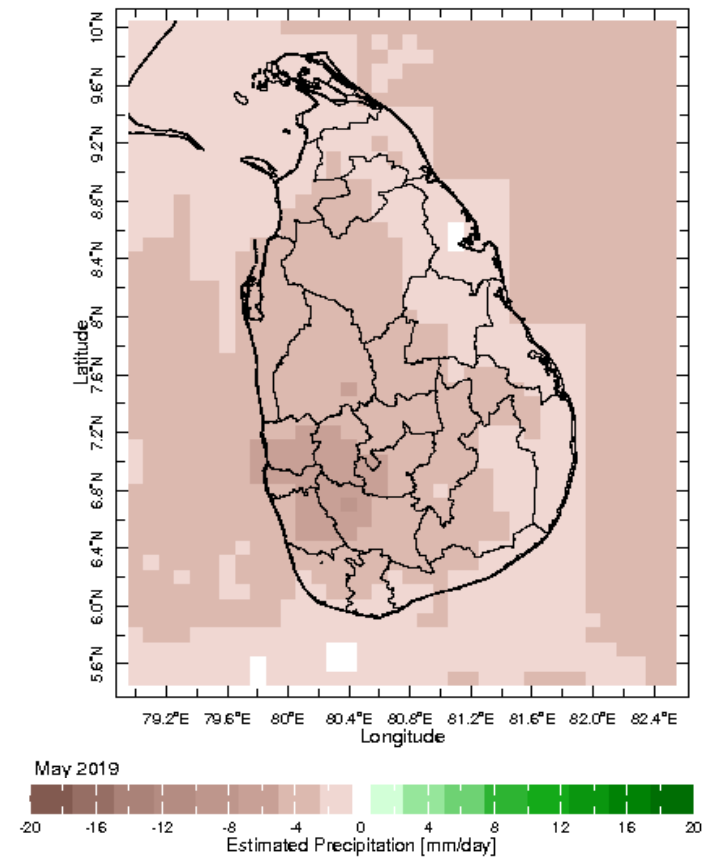 10°N
9.6°N
9.2°N
8.8°N
8.4°N
8°N
7.6°N
7.2°N
6.8°N
6.4°N
6.0°N
5.6°N
Latitude
79.2°E 79.6°E 80°E 80.4°E 80.8°E 81.2°E 81.6°E 82.0°E 82.4°E
Longitude
May 2019
-20 -16 -12 -8 -4 0 4 8 12 16 20
Estimated Precipitation [mm/day]